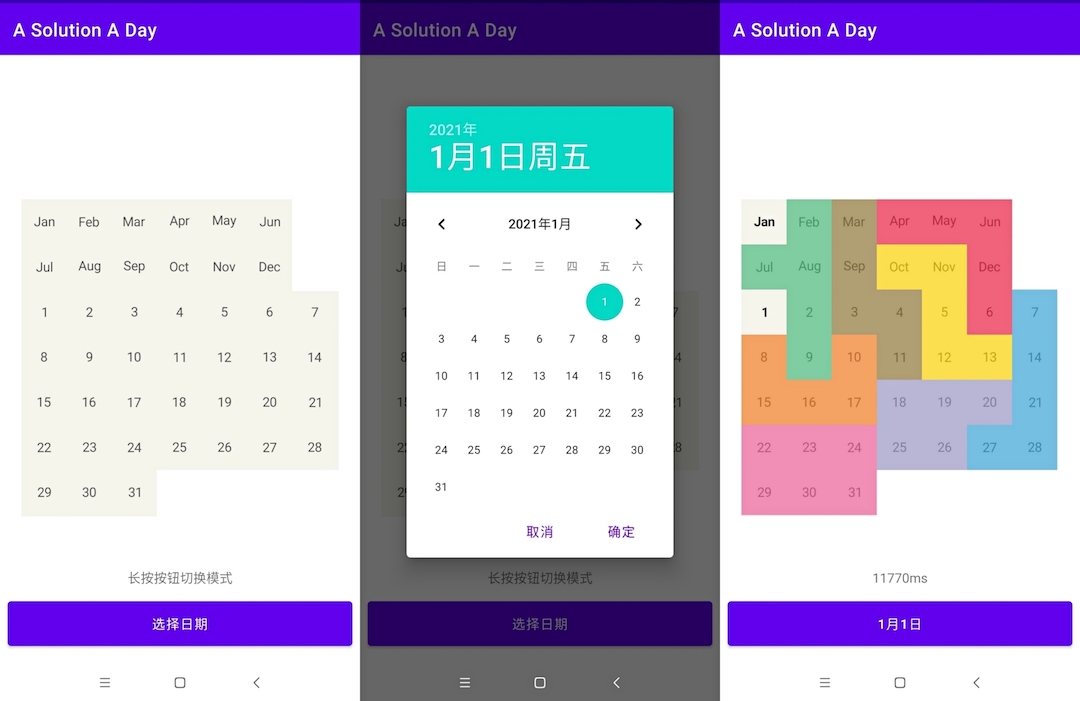 A Solution A Day
Jan Feb Mar Apr May Jun
Jul Aug Sep Oct Nov Dec
1 2 3 4 5 6 7
8 9 10 11 12 13 14
15 16 17 18 19 20 21
22 23 24 25 26 27 28
29 30 31
长按按钮切换模式
选择日期
A Solution A Day
2021年
1月1日周五
2021年1月
日 一 二 三 四 五 六
1 2
3 4 5 6 7 8 9
10 11 12 13 14 15 16
17 18 19 20 21 22 23
24 25 26 27 28 29 30
31
取消 确定
长按按钮切换模式
选择日期
A Solution A Day
Jan Feb Mar Apr May Jun
Jul Aug Sep Oct Nov Dec
1 2 3 4 5 6 7
8 9 10 11 12 13 14
15 16 17 18 19 20 21
22 23 24 25 26 27 28
29 30 31
11770ms
1月1日